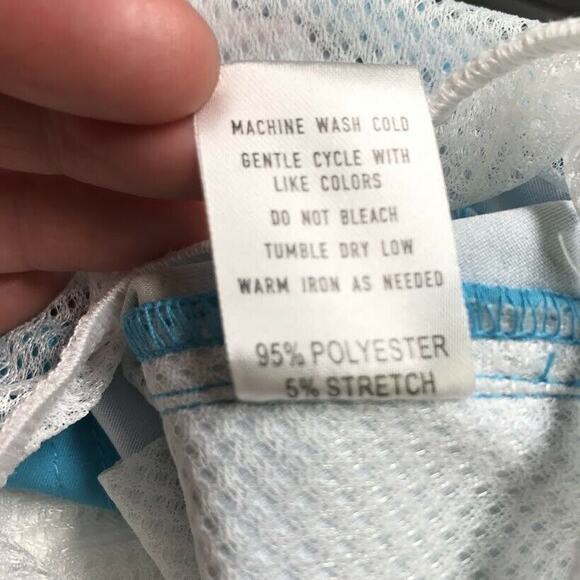 MACHINE WASH COLD
GENTLE CYCLE WITH
LIKE COLORS
DO NOT BLEACH
TUMBLE DRY LOW
WARM IRON AS NEEDED
95% POLYESTER
5% STRETCH